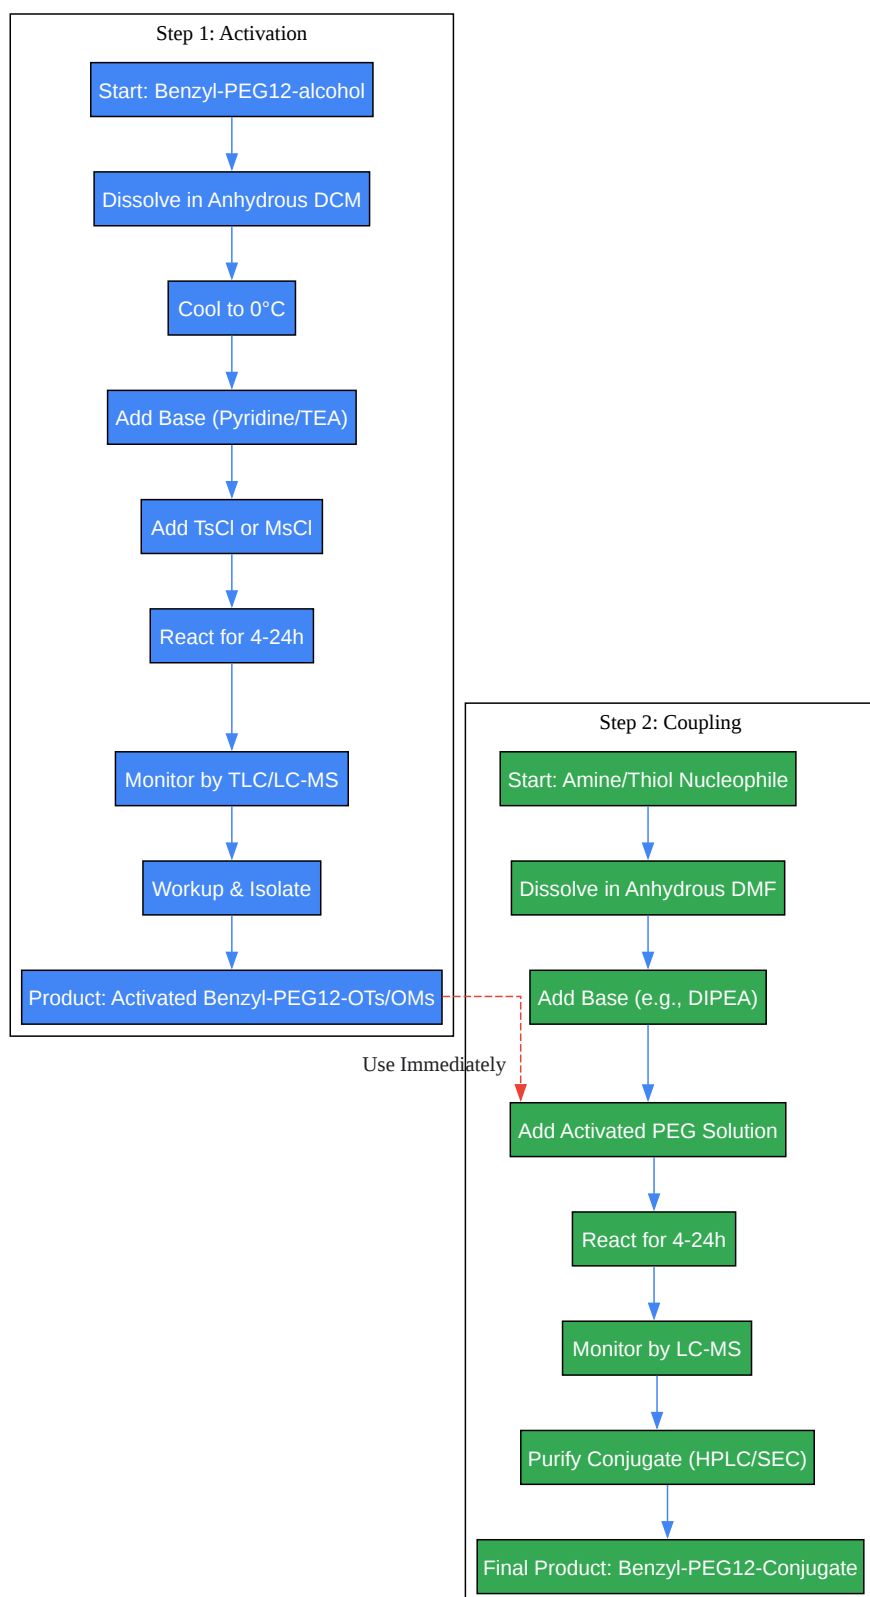 Step 1: Activation
Start: Benzyl-PEG12-alcohol
Dissolve in Anhydrous DCM
Cool to 0°C
Add Base (Pyridine/TEA)
Add TsCl or MsCl
React for 4-24h
Monitor by TLC/LC-MS
Workup & Isolate
Product: Activated Benzyl-PEG12-OTs/OMs
Use Immediately
Step 2: Coupling
Start: Amine/Thiol Nucleophile
Dissolve in Anhydrous DMF
Add Base (e.g., DIPEA)
Add Activated PEG Solution
React for 4-24h
Monitor by LC-MS
Purify Conjugate (HPLC/SEC)
Final Product: Benzyl-PEG12-Conjugate